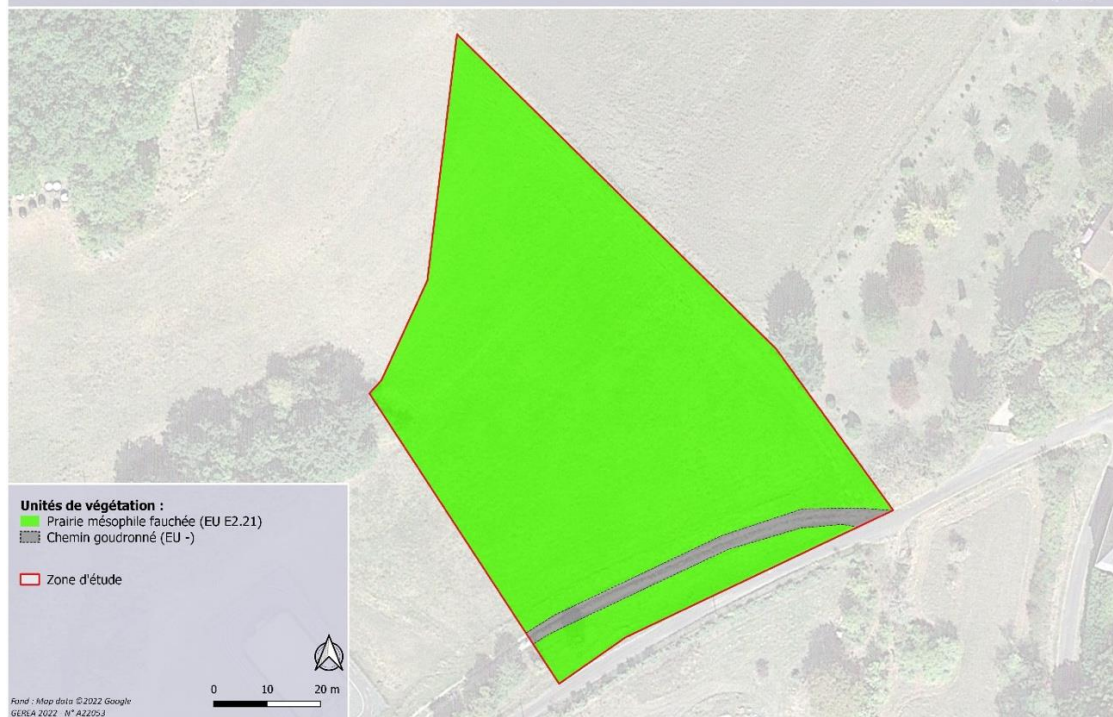 Unités de végétation :
Prairie mésophile fauchée (EU E2.21)
Chemin goudronné (EU -)
Zone d'étude
0 10 20 m
Fond : Map data ©2022 Google
GEREA 2022 - N° A22053